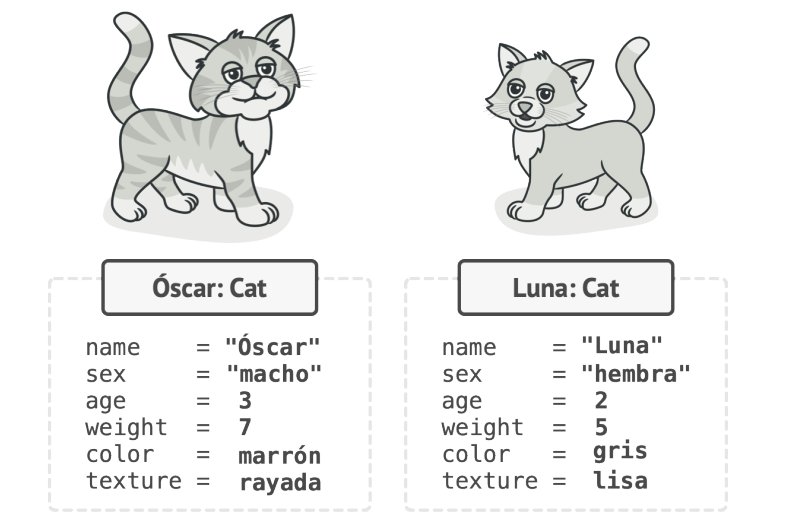 Óscar: Cat
name = "Óscar"
sex = "macho"
age = 3
weight = 7
color = marrón
texture = rayada
Luna: Cat
name = "Luna"
sex = "hembra"
age = 2
weight = 5
color = gris
texture = lisa